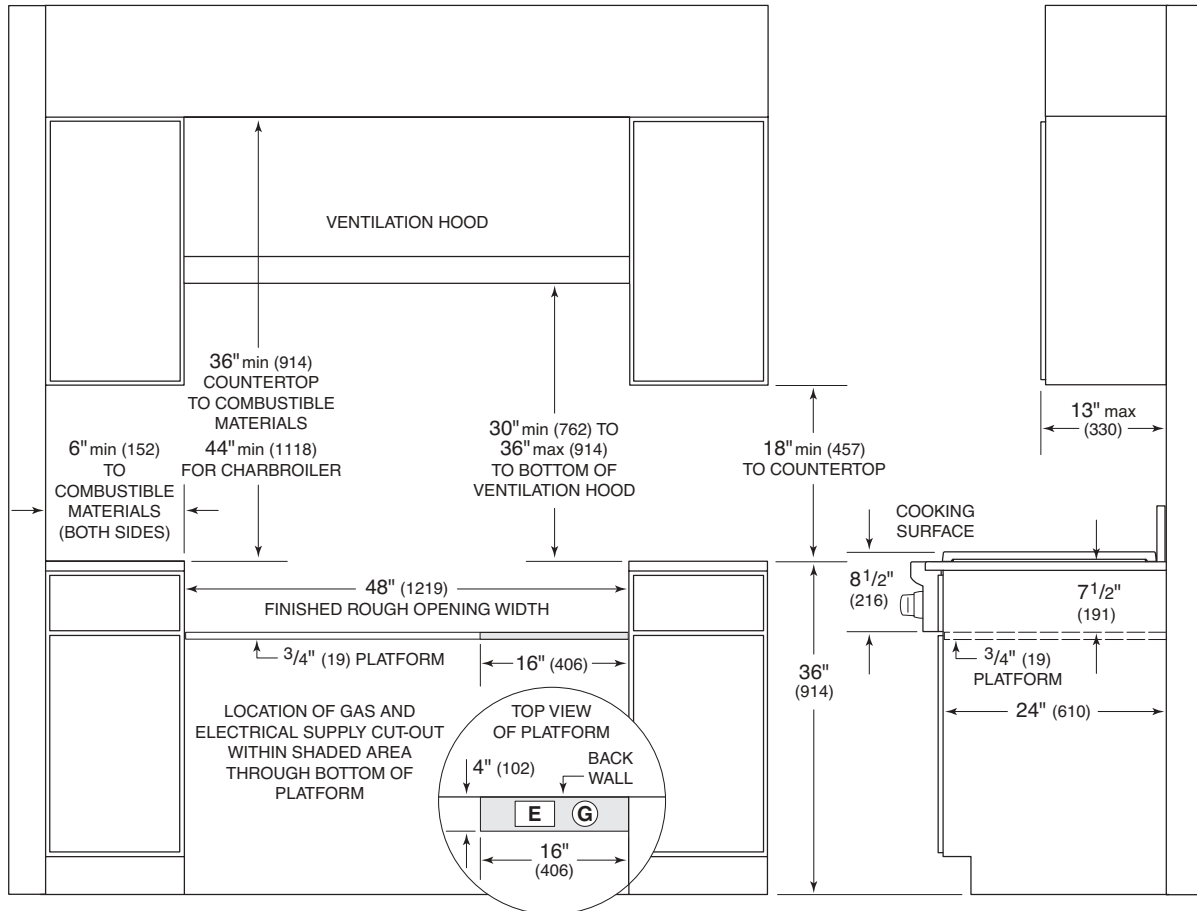 VENTILATION HOOD
36" min (914)
COUNTERTOP
TO COMBUSTIBLE
MATERIALS
44" min (1118)
FOR CHARBROILER
6" min (152)
TO
COMBUSTIBLE
MATERIALS
(BOTH SIDES)
30" min (762) TO
36" max (914)
TO BOTTOM OF
VENTILATION HOOD
18" min (457)
TO COUNTERTOP
13" max
(330)
COOKING
SURFACE
8 1/2"
(216)
7 1/2"
(191)
48" (1219)
FINISHED ROUGH OPENING WIDTH
3/4" (19) PLATFORM
16" (406)
36"
(914)
3/4" (19)
PLATFORM
24" (610)
LOCATION OF GAS AND
ELECTRICAL SUPPLY CUT-OUT
WITHIN SHADED AREA
THROUGH BOTTOM OF
PLATFORM
TOP VIEW
OF PLATFORM
4" (102)
BACK
WALL
E G
16"
(406)